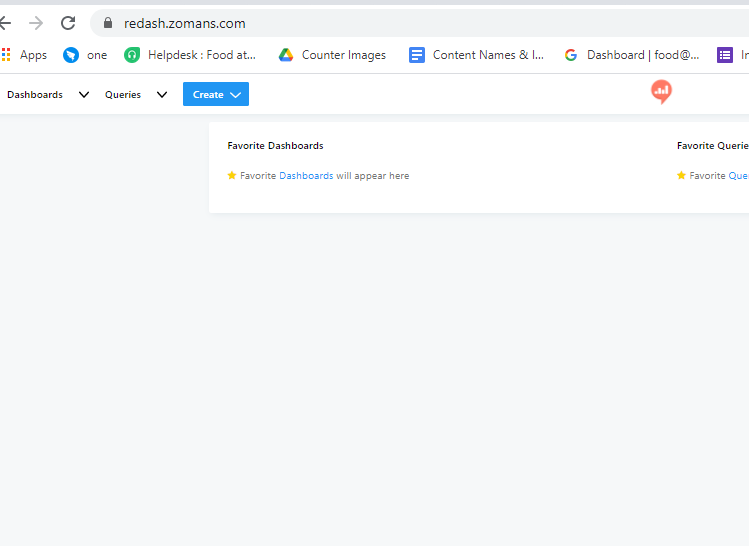 redash.zomans.com
Apps one Helpdesk : Food at... Counter Images Content Names & I... Dashboard | food@...
Dashboards Queries Create
Favorite Dashboards Favorite Querie
Favorite Dashboards will appear here Favorite Que